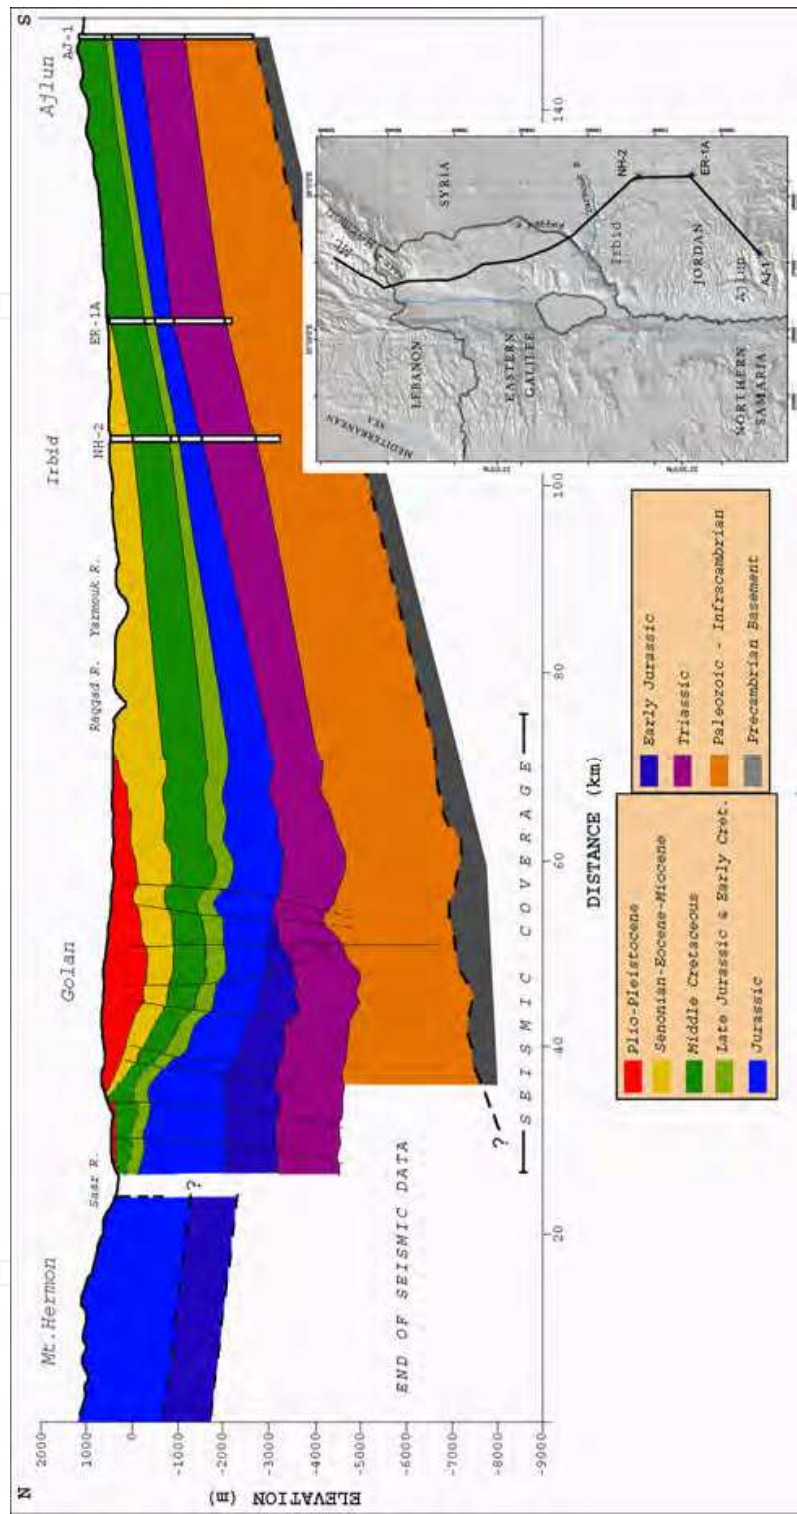 N
S
Mt.Hermon
Saar R.
Golan
Raqqad R.
Yarmouk R.
Irbid
Ajlun
NH-2
ER-1A
AJ-1
ELEVATION (m)
2000
1000
0
-1000
-2000
-3000
-4000
-5000
-6000
-7000
-8000
-9000
?
END OF SEISMIC DATA
?
SEISMIC COVERAGE
20
40
60
80
100
140
DISTANCE (km)
Plio-Pleistocene
Senonian-Eocene-Miocene
Middle Cretaceous
Late Jurassic & Early Cret.
Jurassic
Early Jurassic
Triassic
Paleozoic - Infracambrian
Precambrian Basement
MEDITERRANEAN
SEA
LEBANON
SYRIA
EASTERN
GALILEE
Raqqad R.
Yarmouk R.
Irbid
NH-2
ER-1A
JORDAN
Ajlun
AJ-1
NORTHERN
SAMARIA